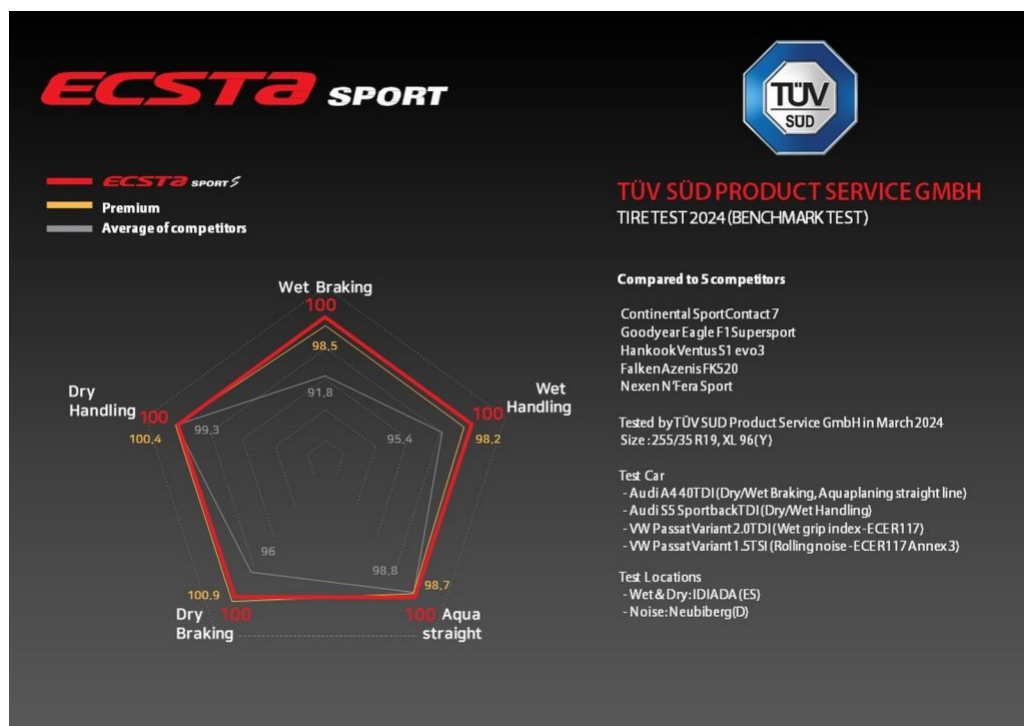 ECSTA SPORT
TÜV
SÜD
ECSTA SPORT S
Premium
Average of competitors
TÜV SÜD PRODUCT SERVICE GMBH
TIRE TEST 2024 (BENCHMARK TEST)
Compared to 5 competitors
Continental SportContact 7
Goodyear Eagle F1 Supersport
Hankook Ventus S1 evo3
Falken Azenis FK520
Nexen N'Fera Sport
Tested by TÜV SUD Product Service GmbH in March 2024
Size : 255/35 R19, XL 96(Y)
Test Car
- Audi A4 40TDI (Dry/Wet Braking, Aquaplaning straight line)
- Audi S5 Sportback TDI (Dry/Wet Handling)
- VW Passat Variant 2.0TDI (Wet grip index - ECE R117)
- VW Passat Variant 1.5TSI (Rolling noise - ECE R117 Annex 3)
Test Locations
- Wet & Dry: IDIADA (ES)
- Noise: Neubiberg(D)
Wet Braking
100
98,5
91,8
Wet
Handling
100
98,2
95,4
Dry
Handling
100
100,4
99,3
96
98,8
98,7
100,9
Dry
Braking
100
100
Aqua
straight